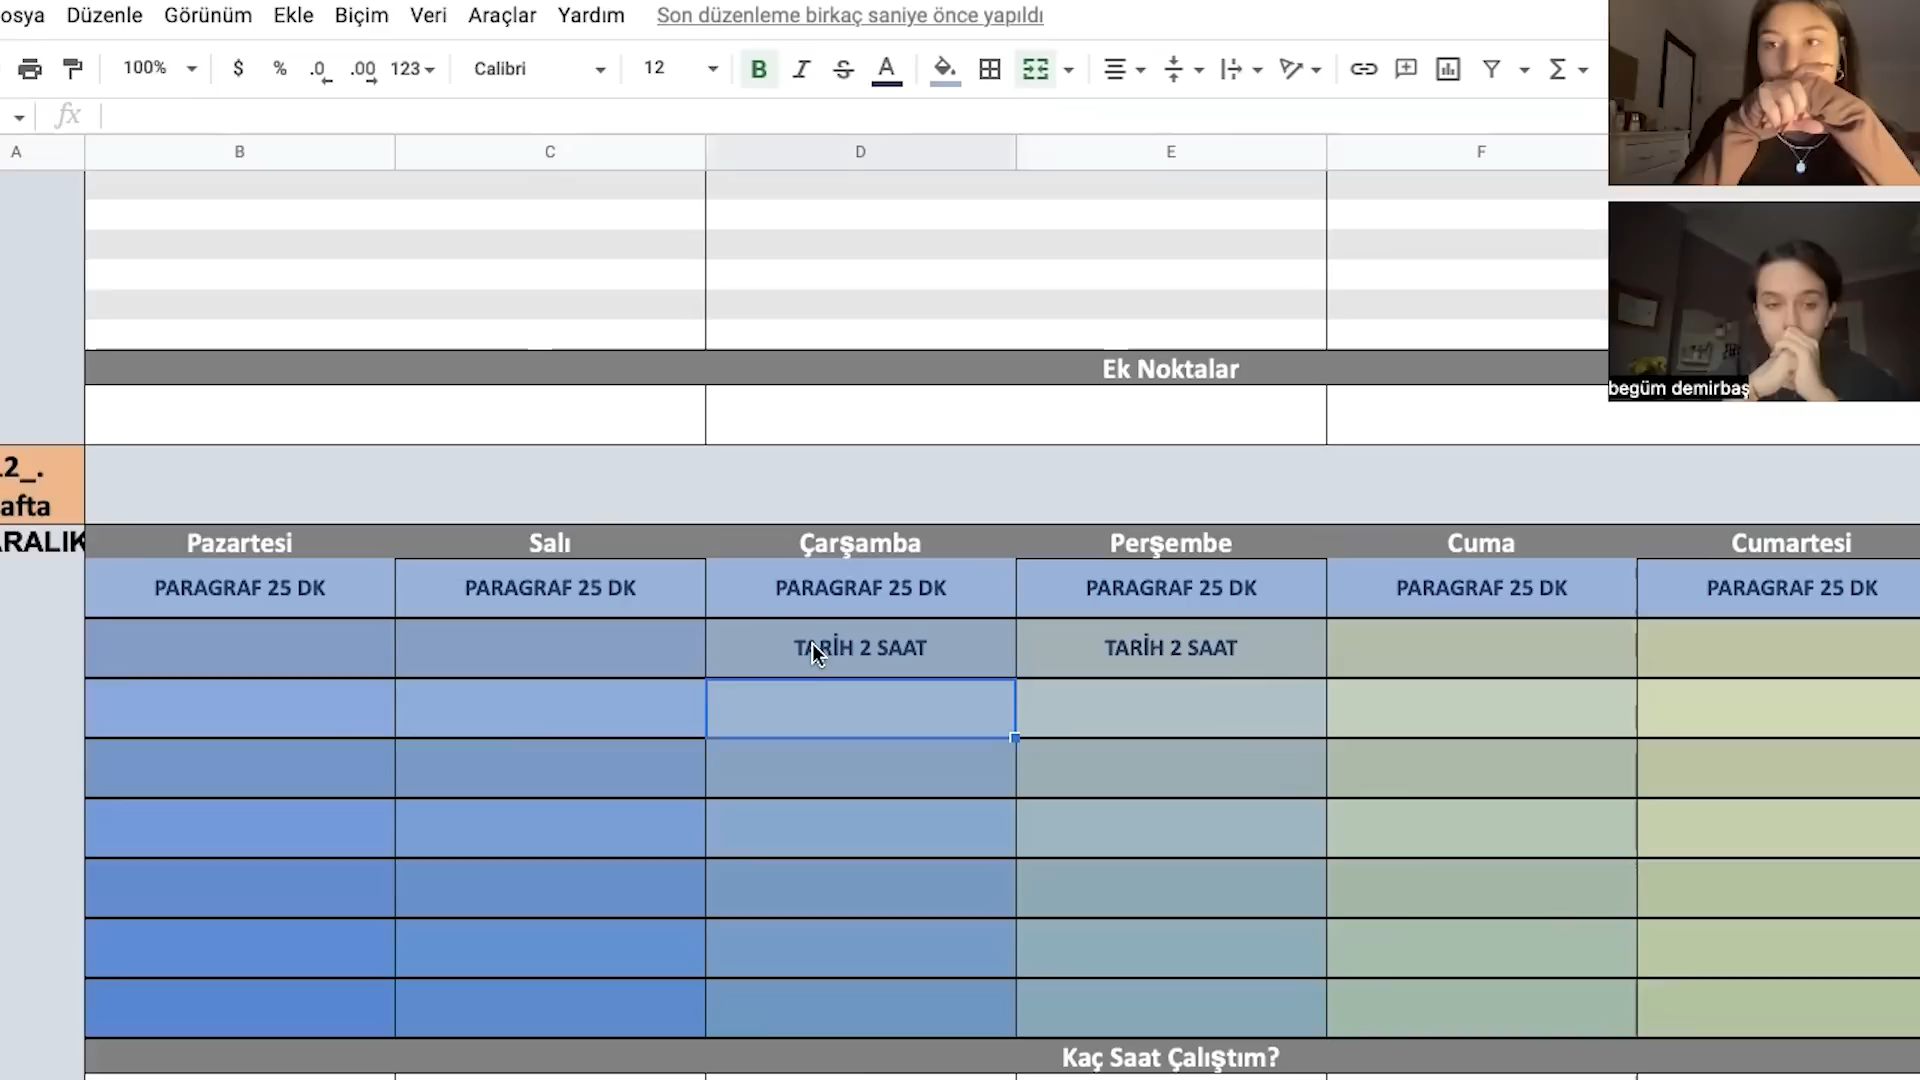 osya Düzenle Görünüm Ekle Biçim Veri Araçlar Yardım Son düzenleme birkaç saniye önce yapıldı
100% $ % .0 .00 123 Calibri 12 B I S A
fx
A B C D E F
Ek Noktalar
begüm demirbaş
12_.
afta
ARALIK Pazartesi Salı Çarşamba Perşembe Cuma Cumartesi
PARAGRAF 25 DK PARAGRAF 25 DK PARAGRAF 25 DK PARAGRAF 25 DK PARAGRAF 25 DK PARAGRAF 25 DK
TARİH 2 SAAT TARİH 2 SAAT
Kaç Saat Çalıştım?